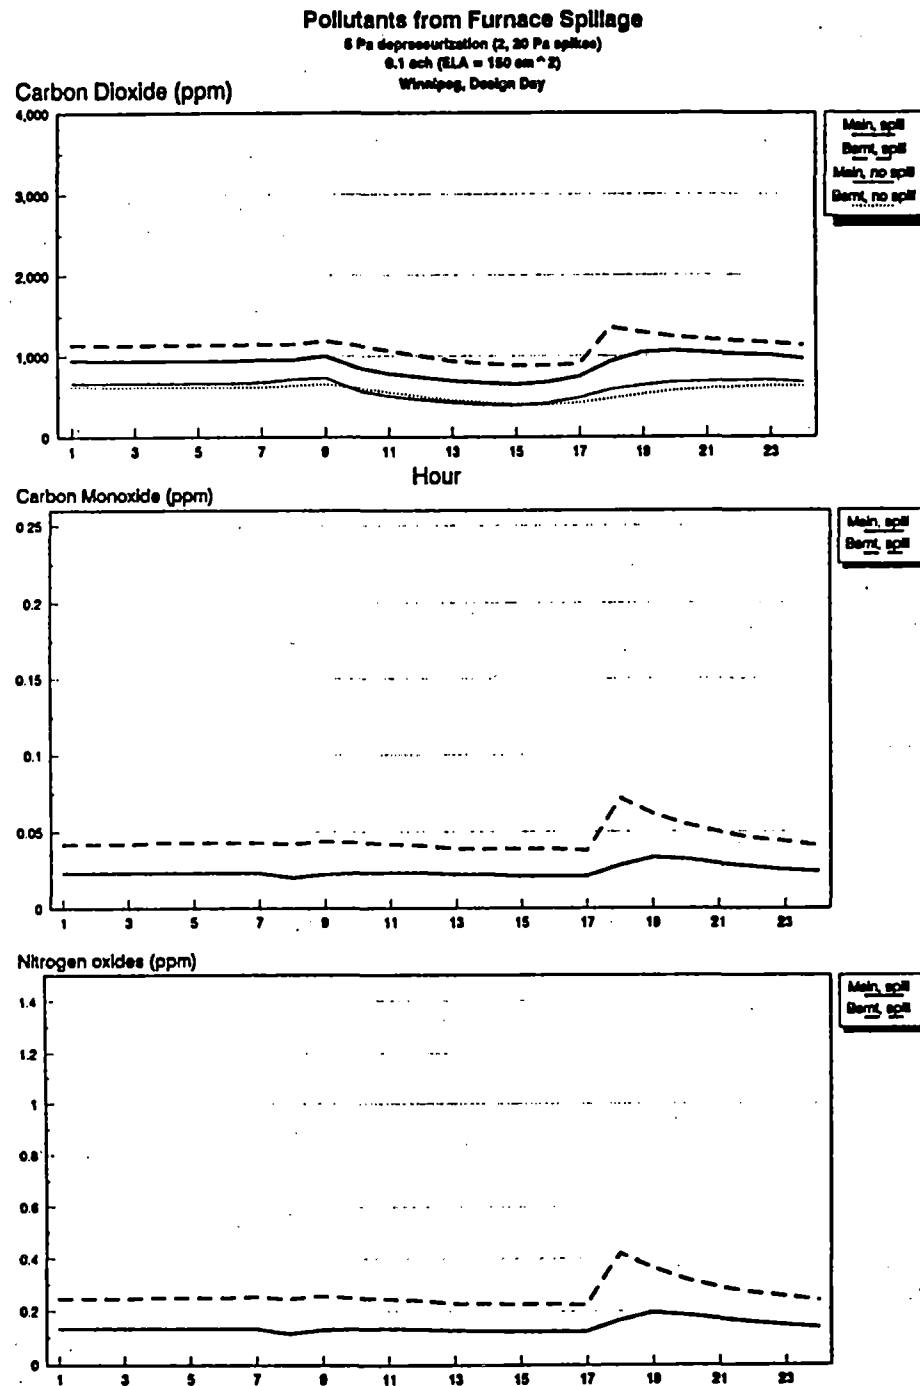 Pollutants from Furnace Spillage
5 Pa depressurization (2, 20 Pa spikes)
0.1 ach (ELA = 150 cm^2)
Winnipeg, Design Day
Carbon Dioxide (ppm)
4,000
3,000
2,000
1,000
0
1 3 5 7 9 11 13 15 17 19 21 23
Hour
Main, spill
Bsmt, spill
Main, no spill
Bsmt, no spill
Carbon Monoxide (ppm)
0.25
0.2
0.15
0.1
0.05
0
1 3 5 7 9 11 13 15 17 19 21 23
Main, spill
Bsmt, spill
Nitrogen oxides (ppm)
1.4
1.2
1
0.8
0.6
0.4
0.2
0
1 3 5 7 9 11 13 15 17 19 21 23
Main, spill
Bsmt, spill